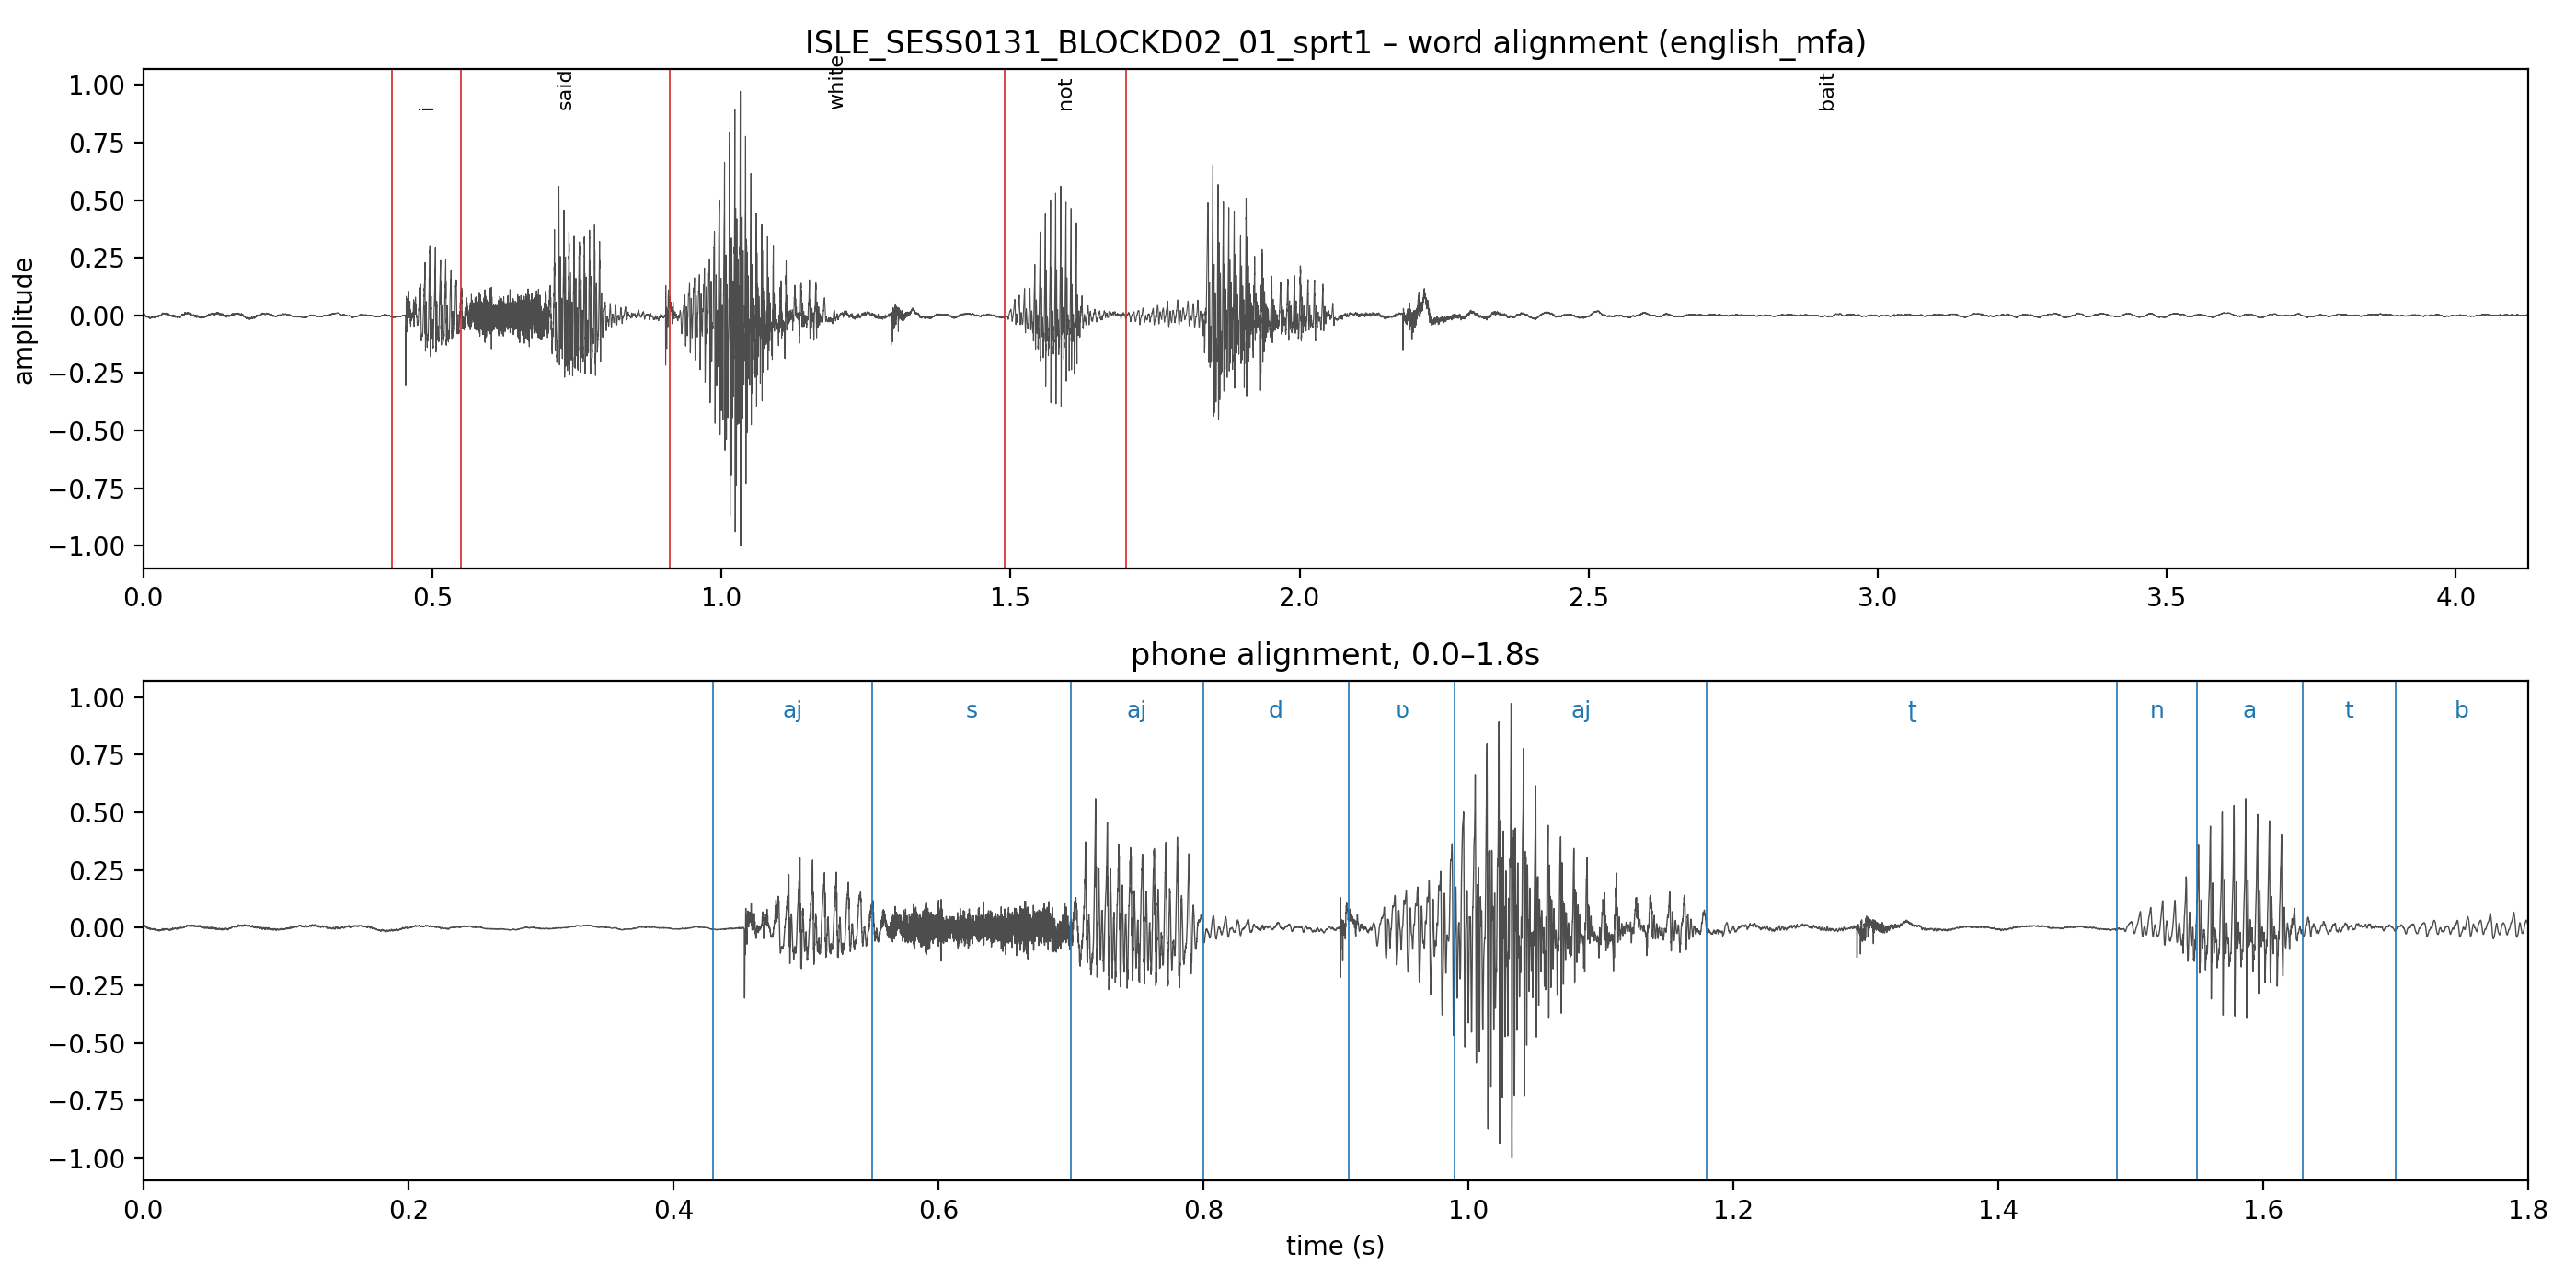 ISLE_SESS0131_BLOCKD02_01_sprt1 – word alignment (english_mfa)
i said white not bait
1.00
0.75
0.50
0.25
0.00
−0.25
−0.50
−0.75
−1.00
amplitude
0.0 0.5 1.0 1.5 2.0 2.5 3.0 3.5 4.0
phone alignment, 0.0–1.8s
aj s aj d ʋ aj ʈ n a t b
1.00
0.75
0.50
0.25
0.00
−0.25
−0.50
−0.75
−1.00
0.0 0.2 0.4 0.6 0.8 1.0 1.2 1.4 1.6 1.8
time (s)